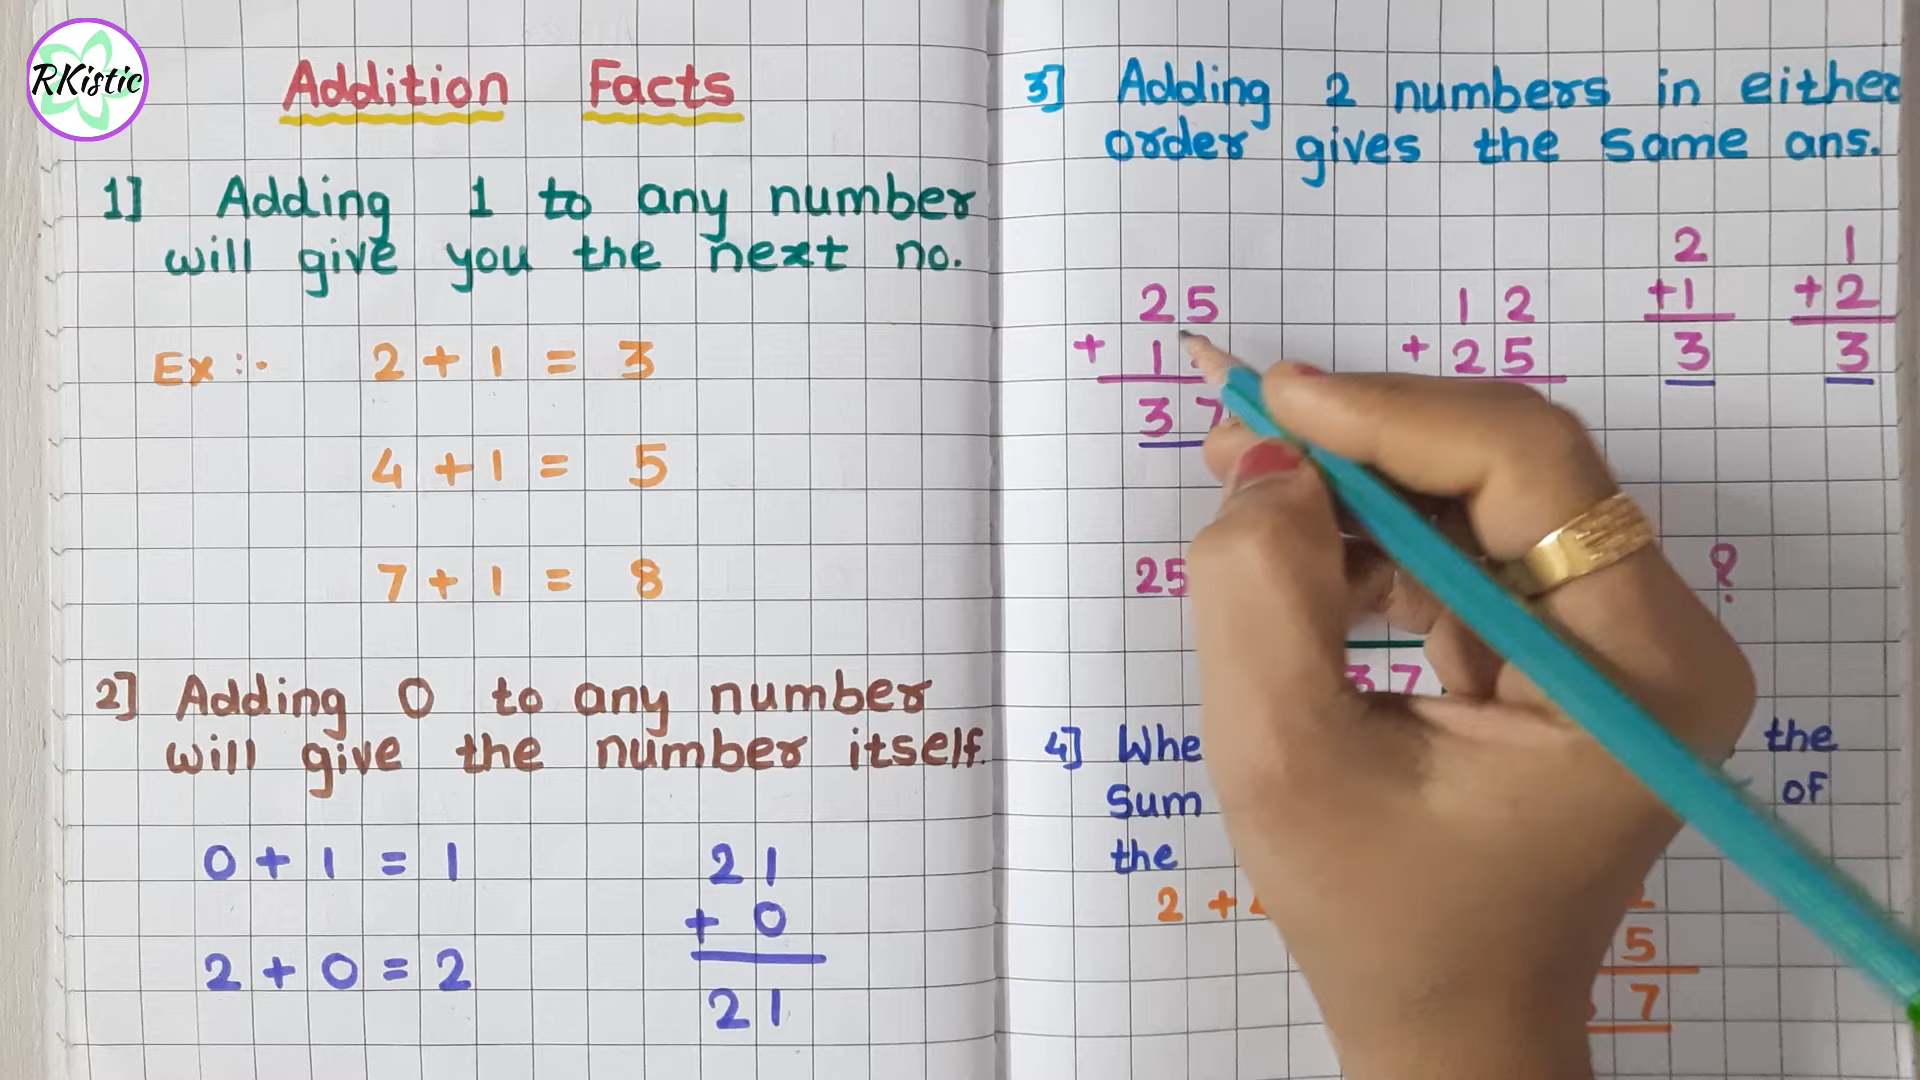 RKistic
Addition Facts
1] Adding 1 to any number
will give you the next no.
Ex :- 2 + 1 = 3
4 + 1 = 5
7 + 1 = 8
2] Adding 0 to any number
will give the number itself.
0 + 1 = 1
2 + 0 = 2
21
+ 0
21
3] Adding 2 numbers in either
order gives the same ans.
25
+ 1
37
12
+ 25
2
+1
3
1
+ 2
3
25
?
37
4] the
Sum of
the
2 +
5
7